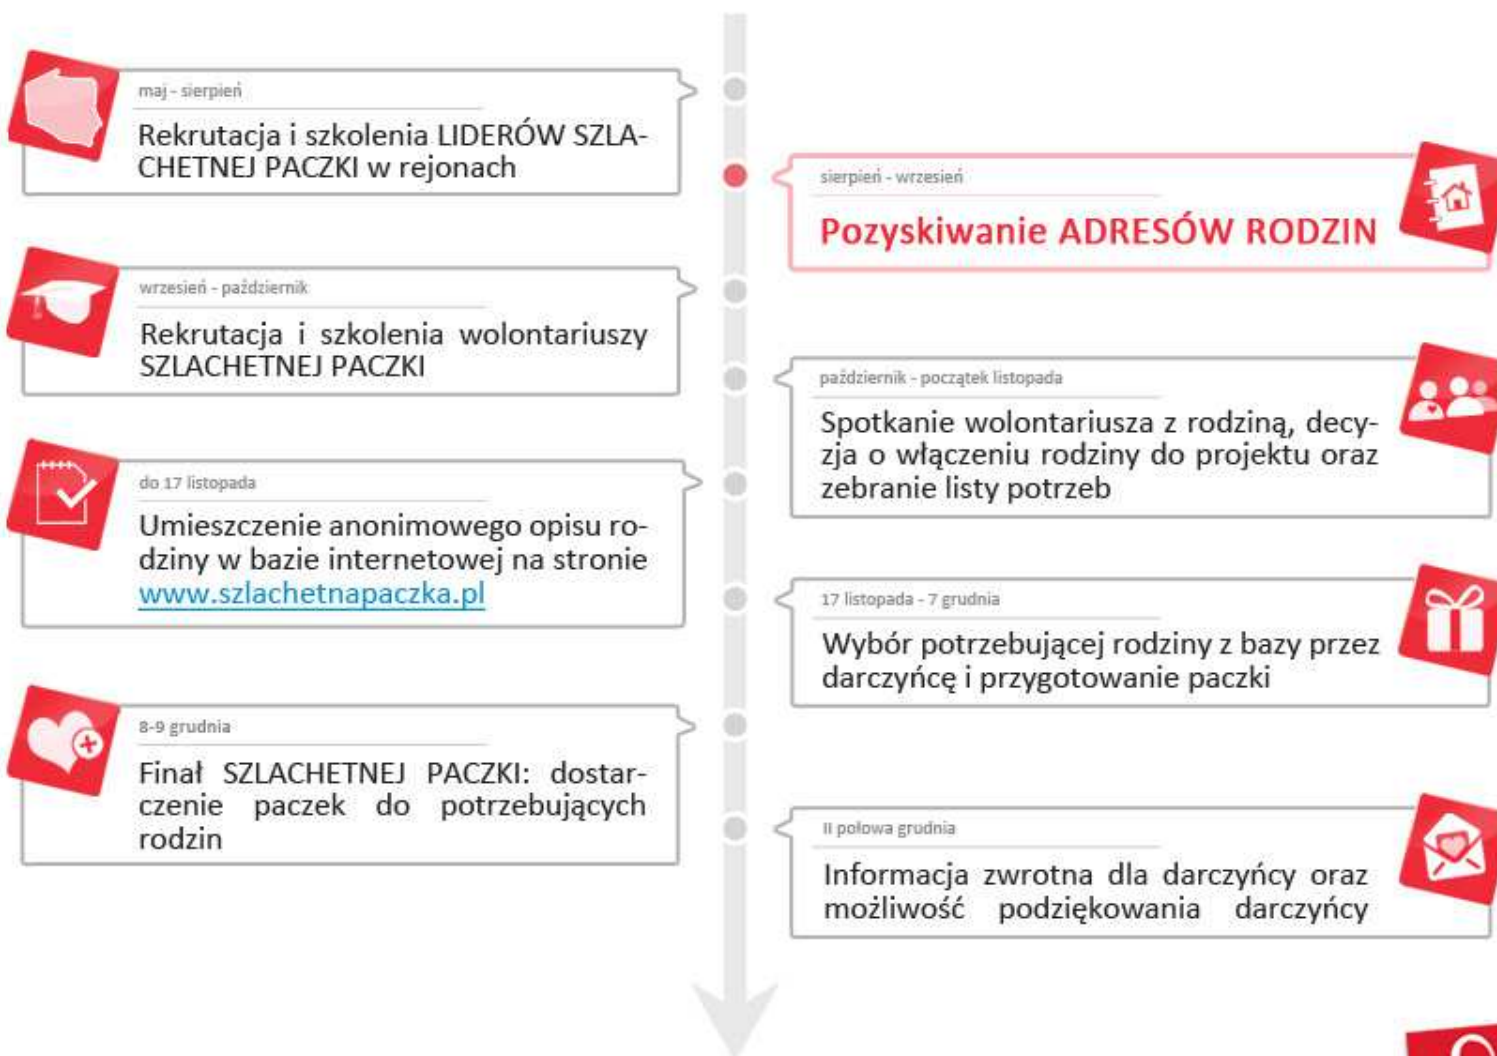 maj - sierpień
Rekrutacja i szkolenia LIDERÓW SZLA-
CHETNEJ PACZKI w rejonach
sierpień - wrzesień
Pozyskiwanie ADRESÓW RODZIN
wrzesień - październik
Rekrutacja i szkolenia wolontariuszy
SZLACHETNEJ PACZKI
październik - początek listopada
Spotkanie wolontariusza z rodziną, decy-
zja o włączeniu rodziny do projektu oraz
zebranie listy potrzeb
do 17 listopada
Umieszczenie anonimowego opisu ro-
dziny w bazie internetowej na stronie
www.szlachetnapaczka.pl
17 listopada - 7 grudnia
Wybór potrzebującej rodziny z bazy przez
darczyńcę i przygotowanie paczki
8-9 grudnia
Finał SZLACHETNEJ PACZKI: dostar-
czenie paczek do potrzebujących
rodzin
II połowa grudnia
Informacja zwrotna dla darczyńcy oraz
możliwość podziękowania darczyńcy